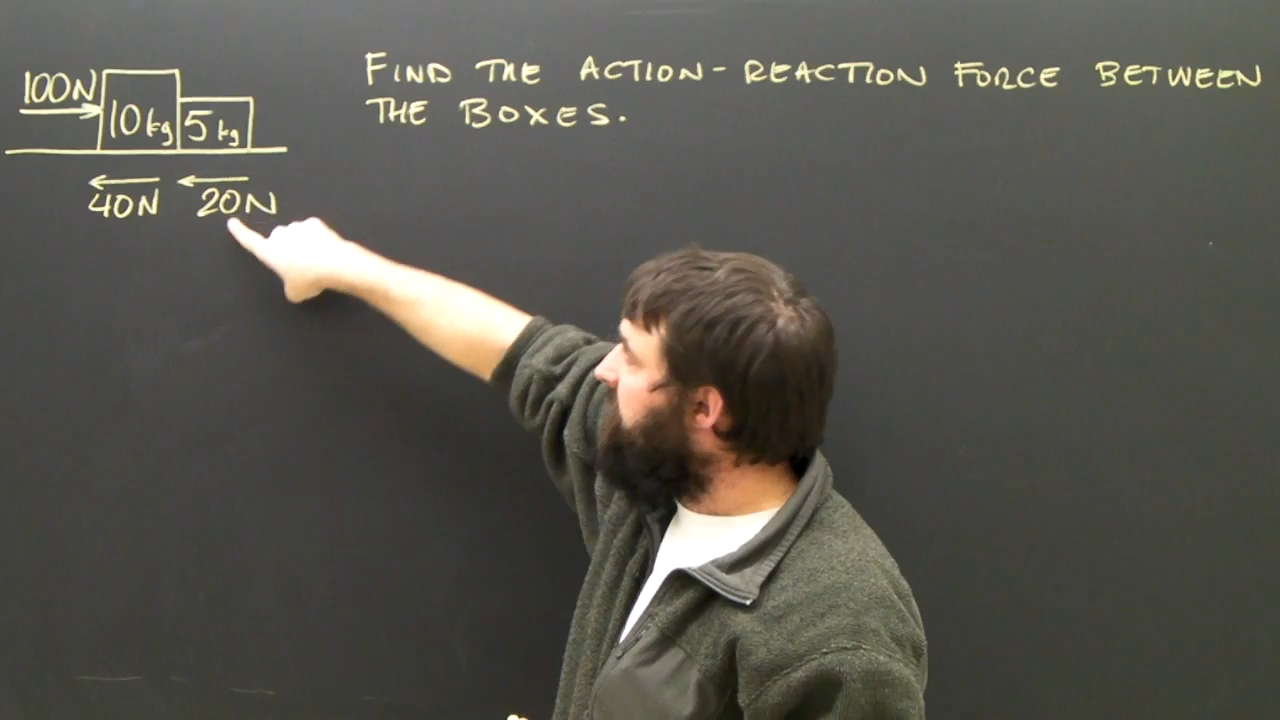 FIND THE ACTION-REACTION FORCE BETWEEN
THE BOXES.
100N
10kg 5kg
40N 20N